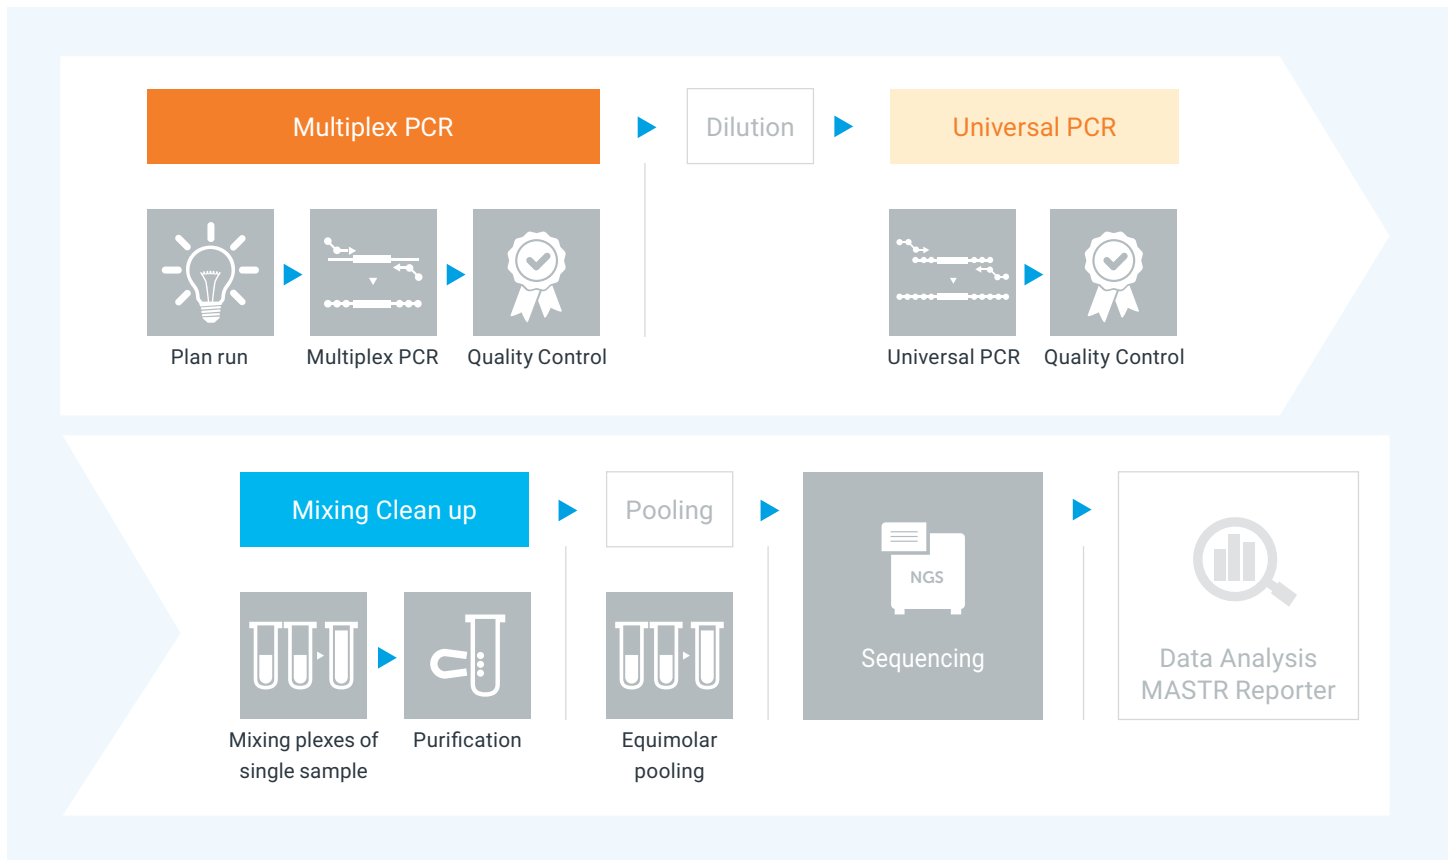 Multiplex PCR
Dilution
Universal PCR
Plan run
Multiplex PCR
Quality Control
Universal PCR
Quality Control
Mixing Clean up
Pooling
NGS
Sequencing
Data Analysis
MASTR Reporter
Mixing plexes of
single sample
Purification
Equimolar
pooling